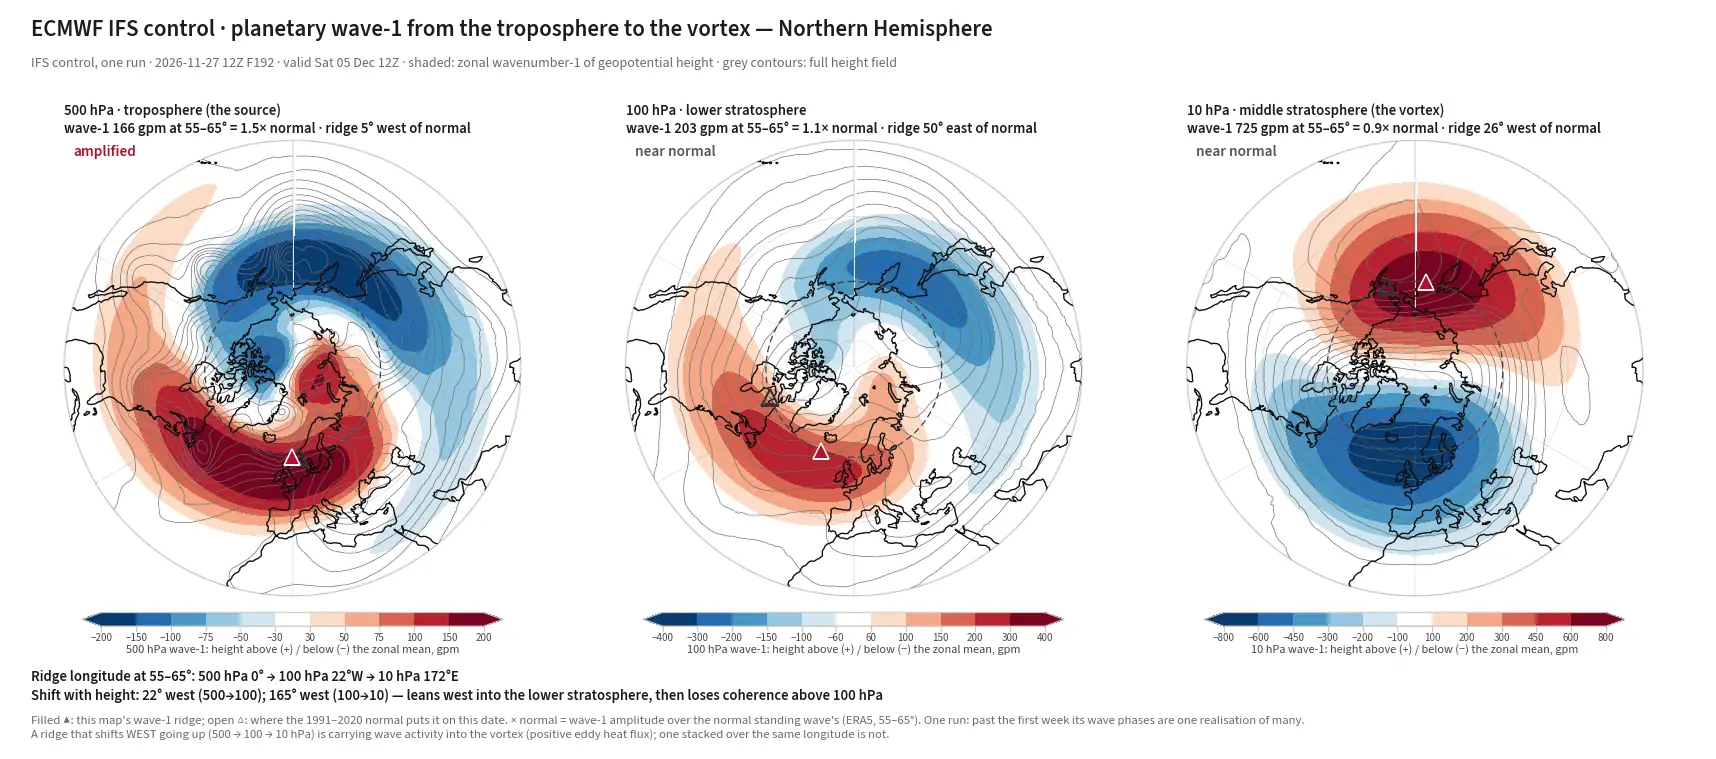 ECMWF IFS control · planetary wave-1 from the troposphere to the vortex — Northern Hemisphere
IFS control, one run · 2026-11-27 12Z F192 · valid Sat 05 Dec 12Z · shaded: zonal wavenumber-1 of geopotential height · grey contours: full height field
500 hPa · troposphere (the source)
wave-1 166 gpm at 55–65° = 1.5× normal · ridge 5° west of normal
amplified
100 hPa · lower stratosphere
wave-1 203 gpm at 55–65° = 1.1× normal · ridge 50° east of normal
near normal
10 hPa · middle stratosphere (the vortex)
wave-1 725 gpm at 55–65° = 0.9× normal · ridge 26° west of normal
near normal
−200 −150 −100 −75 −50 −30 30 50 75 100 150 200
500 hPa wave-1: height above (+) / below (−) the zonal mean, gpm
−400 −300 −200 −150 −100 −60 60 100 150 200 300 400
100 hPa wave-1: height above (+) / below (−) the zonal mean, gpm
−800 −600 −450 −300 −200 −100 100 200 300 450 600 800
10 hPa wave-1: height above (+) / below (−) the zonal mean, gpm
Ridge longitude at 55–65°: 500 hPa 0° → 100 hPa 22°W → 10 hPa 172°E
Shift with height: 22° west (500→100); 165° west (100→10) — leans west into the lower stratosphere, then loses coherence above 100 hPa
Filled ▲: this map's wave-1 ridge; open △: where the 1991–2020 normal puts it on this date. × normal = wave-1 amplitude over the normal standing wave's (ERA5, 55–65°). One run: past the first week its wave phases are one realisation of many.
A ridge that shifts WEST going up (500 → 100 → 10 hPa) is carrying wave activity into the vortex (positive eddy heat flux); one stacked over the same longitude is not.